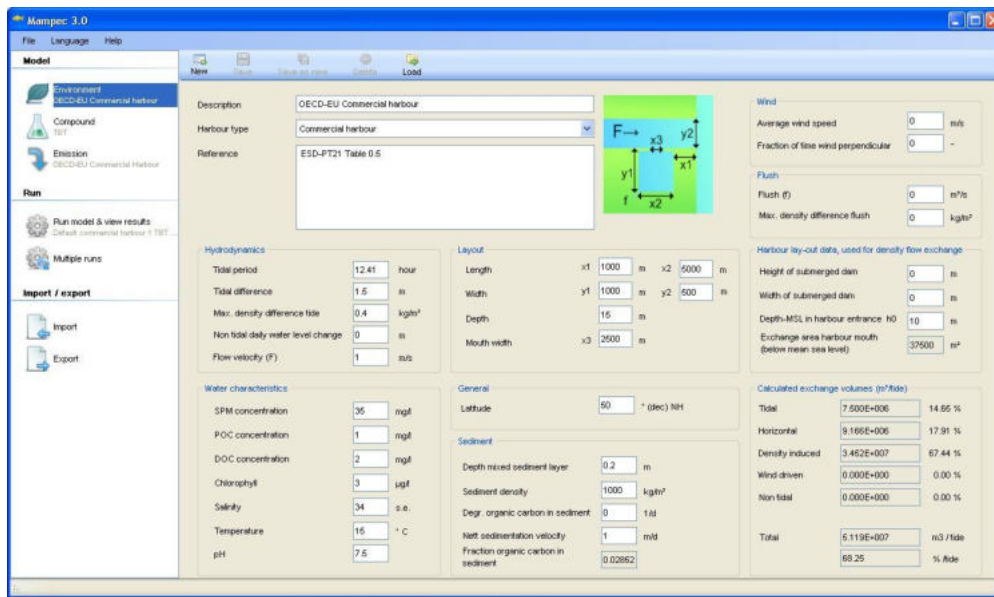 Mampec 3.0
File Language Help
Model
Environment
OECD-EU Commercial harbour
Compound
TBT
Emission
OECD-EU Commercial Harbour
Run
Run model & view results
Default commercial harbour 1 TBT ...
Multiple runs
Import / export
Import
Export
New Save Save as new Delete Load
Description OECD-EU Commercial harbour
Harbour type Commercial harbour
Reference ESD-PT21 Table 0.5
F→ x3 y2
y1 x1
f x2
Wind
Average wind speed 0 m/s
Fraction of time wind perpendicular 0 -
Flush
Flush (f) 0 m³/s
Max. density difference flush 0 kg/m³
Hydrodynamics
Tidal period 12.41 hour
Tidal difference 1.5 m
Max. density difference tide 0.4 kg/m³
Non tidal daily water level change 0 m
Flow velocity (F) 1 m/s
Layout
Length x1 1000 m x2 5000 m
Width y1 1000 m y2 500 m
Depth 15 m
Mouth width x3 2500 m
Harbour lay-out data, used for density flow exchange
Height of submerged dam 0 m
Width of submerged dam 0 m
Depth-MSL in harbour entrance h0 10 m
Exchange area harbour mouth
(below mean sea level) 37500 m²
Water characteristics
SPM concentration 35 mg/l
POC concentration 1 mg/l
DOC concentration 2 mg/l
Chlorophyll 3 µg/l
Salinity 34 s.e.
Temperature 15 ° C
pH 7.5
General
Latitude 50 ° (dec) NH
Sediment
Depth mixed sediment layer 0.2 m
Sediment density 1000 kg/m³
Degr. organic carbon in sediment 0 1/d
Nett sedimentation velocity 1 m/d
Fraction organic carbon in
sediment 0.02852
Calculated exchange volumes (m³/tide)
Tidal 7.500E+006 14.65 %
Horizontal 9.166E+006 17.91 %
Density induced 3.452E+007 67.44 %
Wind driven 0.000E+000 0.00 %
Non tidal 0.000E+000 0.00 %
Total 5.119E+007 m3 /tide
68.25 % /tide